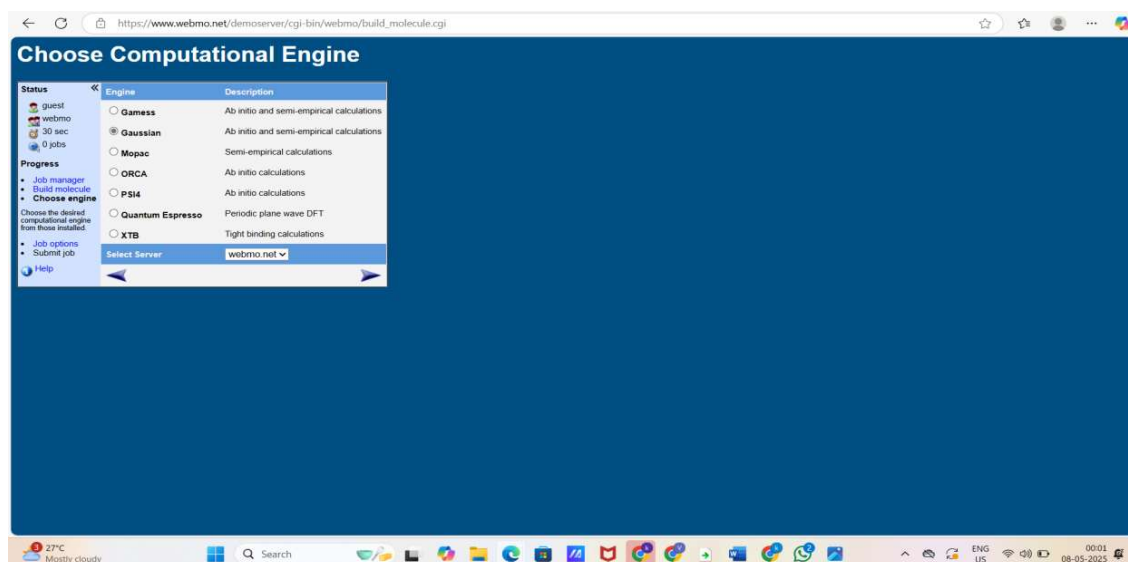 https://www.webmo.net/demoserver/cgi-bin/webmo/build_molecule.cgi
Choose Computational Engine
Status
guest
webmo
30 sec
0 jobs
Progress
Job manager
Build molecule
Choose engine
Choose the desired
computational engine
from those installed.
Job options
Submit job
Help
Engine Description
Gamess Ab initio and semi-empirical calculations
Gaussian Ab initio and semi-empirical calculations
Mopac Semi-empirical calculations
ORCA Ab initio calculations
PSI4 Ab initio calculations
Quantum Espresso Periodic plane wave DFT
XTB Tight binding calculations
Select Server webmo.net
3
27°C
Mostly cloudy
Search
2
ENG
US
00:01
08-05-2025